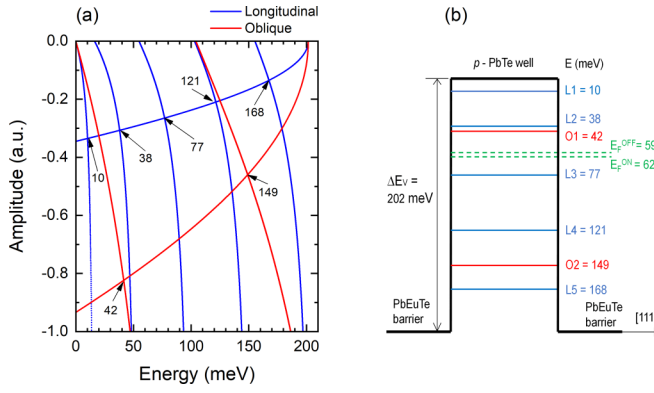 (a)
Longitudinal
Oblique
0.0
-0.2
-0.4
-0.6
-0.8
-1.0
Amplitude (a.u.)
0
50
100
150
200
Energy (meV)
10
38
77
121
168
149
42
(b)
p - PbTe well
E (meV)
L1 = 10
L2 = 38
O1 = 42
E_F^OFF = 59
E_F^ON = 62
L3 = 77
L4 = 121
O2 = 149
L5 = 168
ΔE_V =
202 meV
PbEuTe
barrier
PbEuTe
barrier